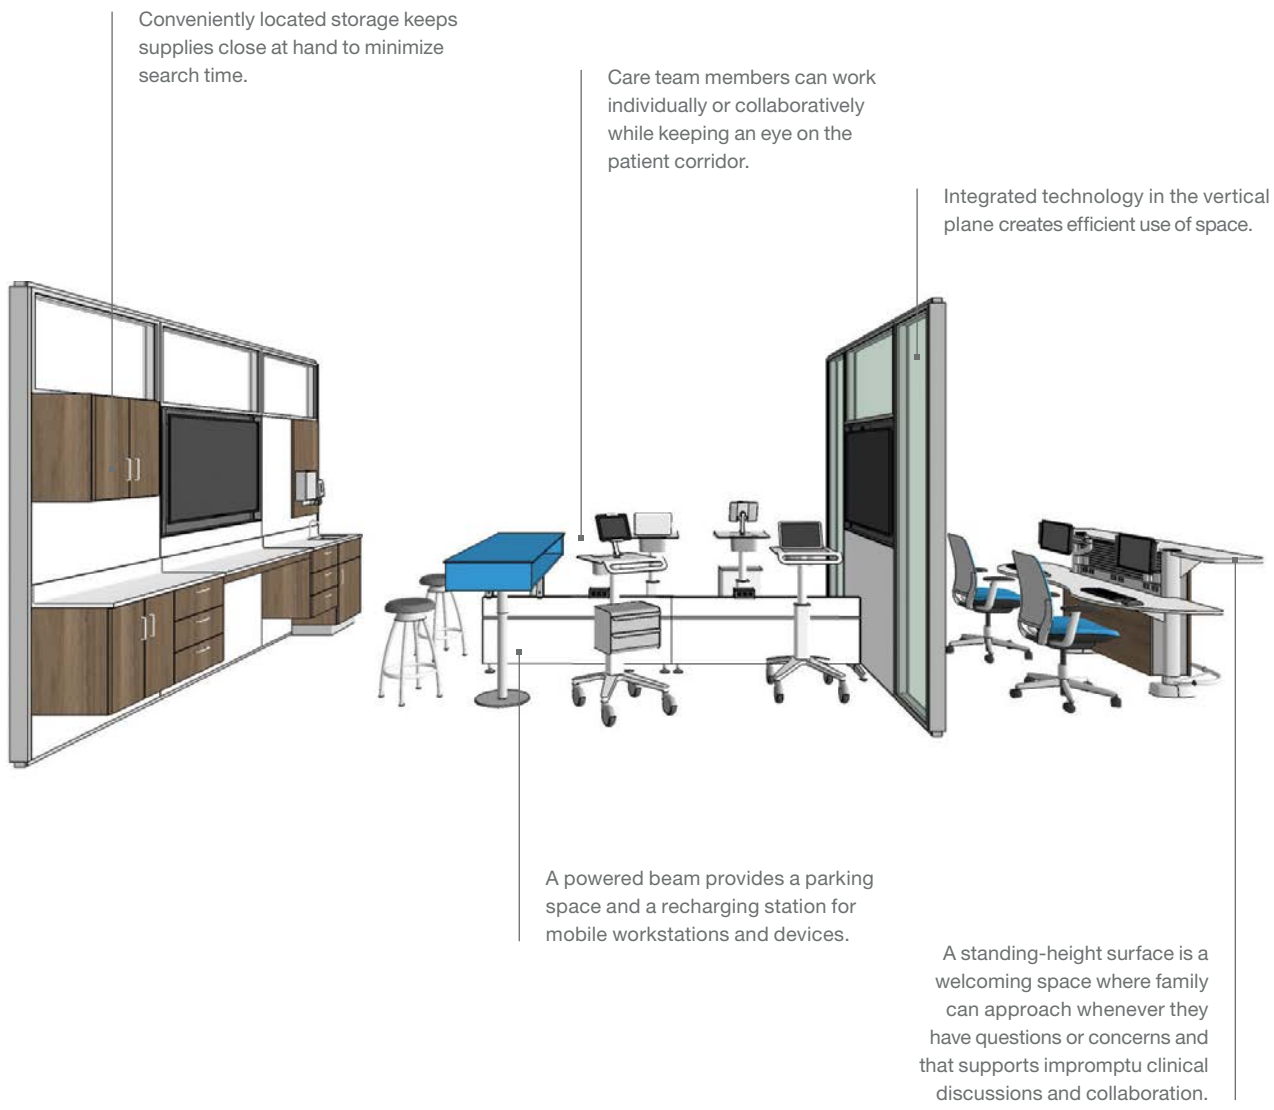 Conveniently located storage keeps
supplies close at hand to minimize
search time.
Care team members can work
individually or collaboratively
while keeping an eye on the
patient corridor.
Integrated technology in the vertical
plane creates efficient use of space.
A powered beam provides a parking
space and a recharging station for
mobile workstations and devices.
A standing-height surface is a
welcoming space where family
can approach whenever they
have questions or concerns and
that supports impromptu clinical
discussions and collaboration.